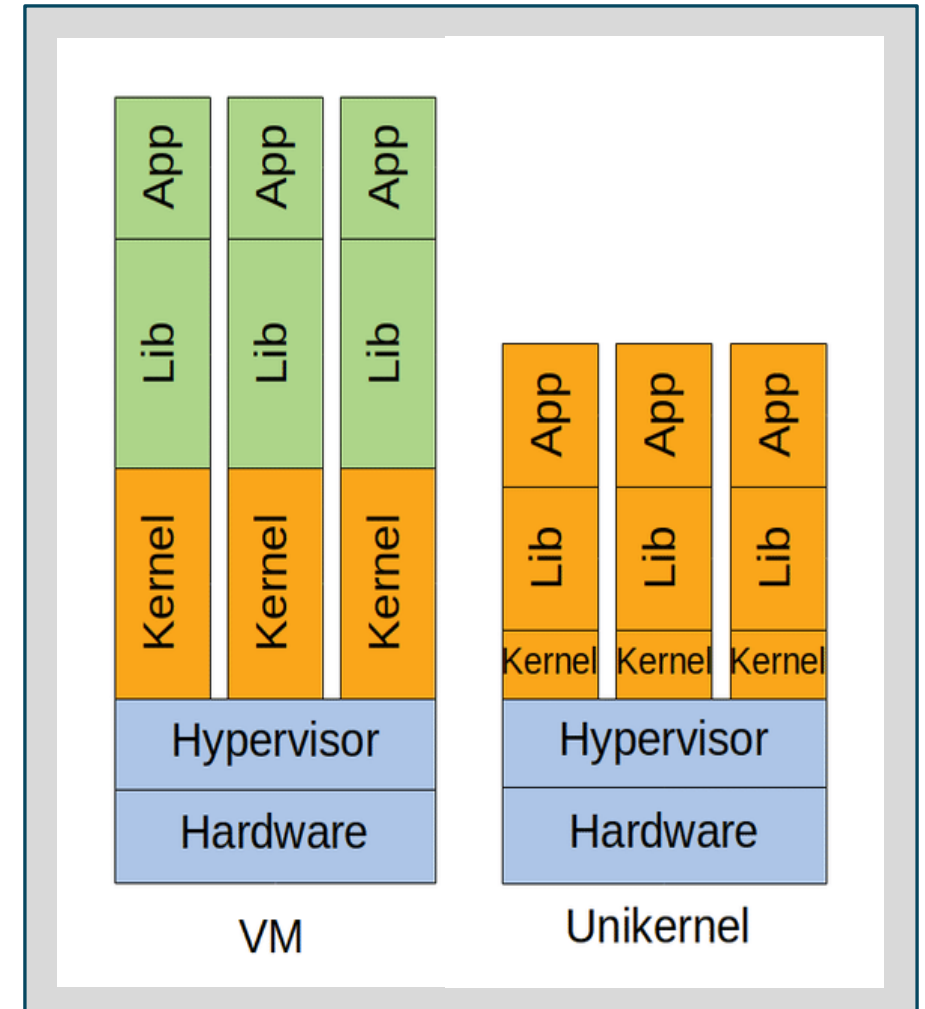 App
App
App
Lib
Lib
Lib
Kernel
Kernel
Kernel
Hypervisor
Hardware
VM
App
App
App
Lib
Lib
Lib
Kernel
Kernel
Kernel
Hypervisor
Hardware
Unikernel